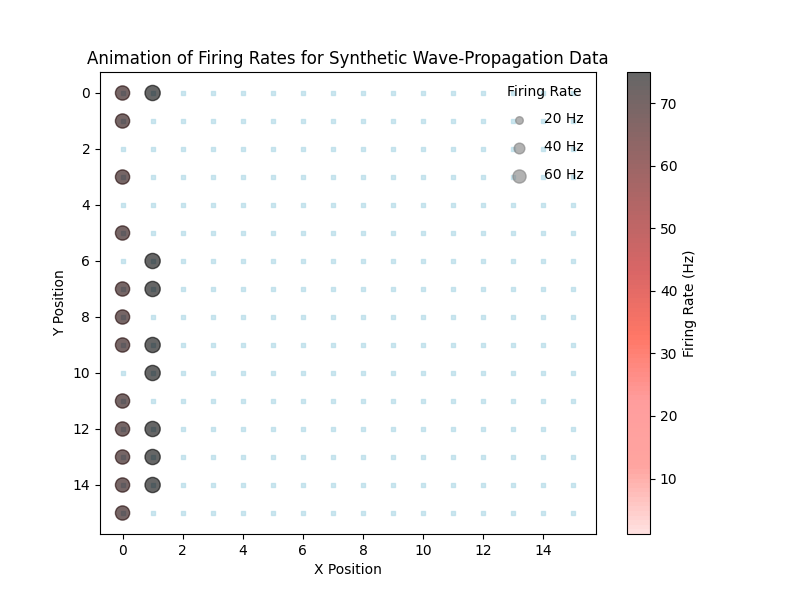 Animation of Firing Rates for Synthetic Wave-Propagation Data
Firing Rate
20 Hz
40 Hz
60 Hz
0
2
4
6
8
10
12
14
Y Position
0 2 4 6 8 10 12 14
X Position
70
60
50
40
30
20
10
Firing Rate (Hz)